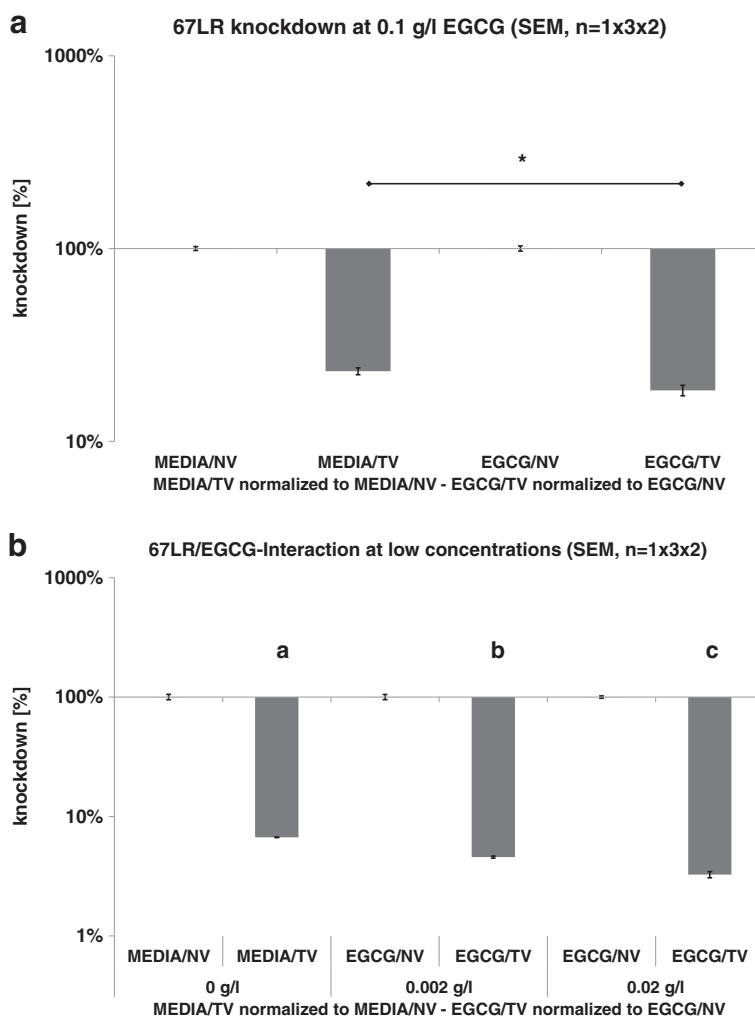 a
67LR knockdown at 0.1 g/l EGCG (SEM, n=1x3x2)
1000%
*
100%
10%
knockdown [%]
MEDIA/NV MEDIA/TV EGCG/NV EGCG/TV
MEDIA/TV normalized to MEDIA/NV - EGCG/TV normalized to EGCG/NV
b
67LR/EGCG-Interaction at low concentrations (SEM, n=1x3x2)
1000%
a b c
100%
10%
1%
knockdown [%]
MEDIA/NV MEDIA/TV EGCG/NV EGCG/TV EGCG/NV EGCG/TV
0 g/l 0.002 g/l 0.02 g/l
MEDIA/TV normalized to MEDIA/NV - EGCG/TV normalized to EGCG/NV